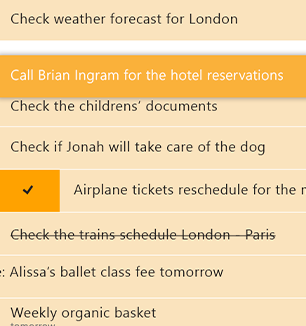 Check weather forecast for London
Call Brian Ingram for the hotel reservations
Check the childrens' documents
Check if Jonah will take care of the dog
Airplane tickets reschedule for the
Check the trains schedule London - Paris
: Alissa's ballet class fee tomorrow
Weekly organic basket
tomorrow